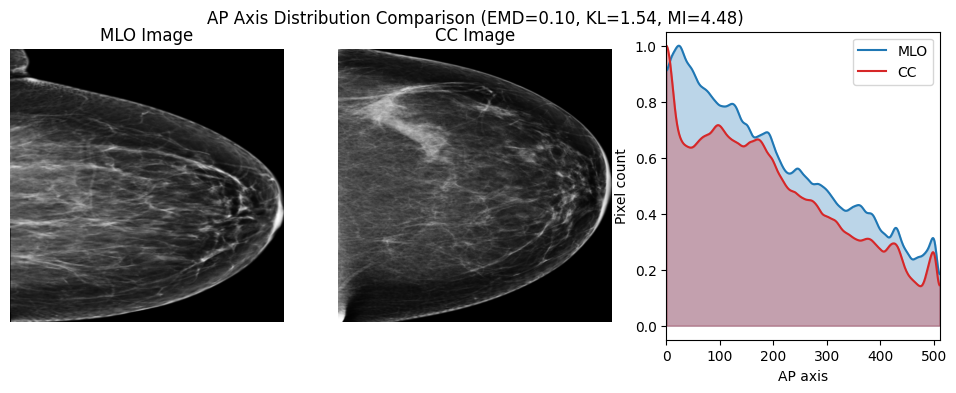 AP Axis Distribution Comparison (EMD=0.10, KL=1.54, MI=4.48)
MLO Image
CC Image
MLO
CC
1.0
0.8
0.6
0.4
0.2
0.0
Pixel count
0 100 200 300 400 500
AP axis